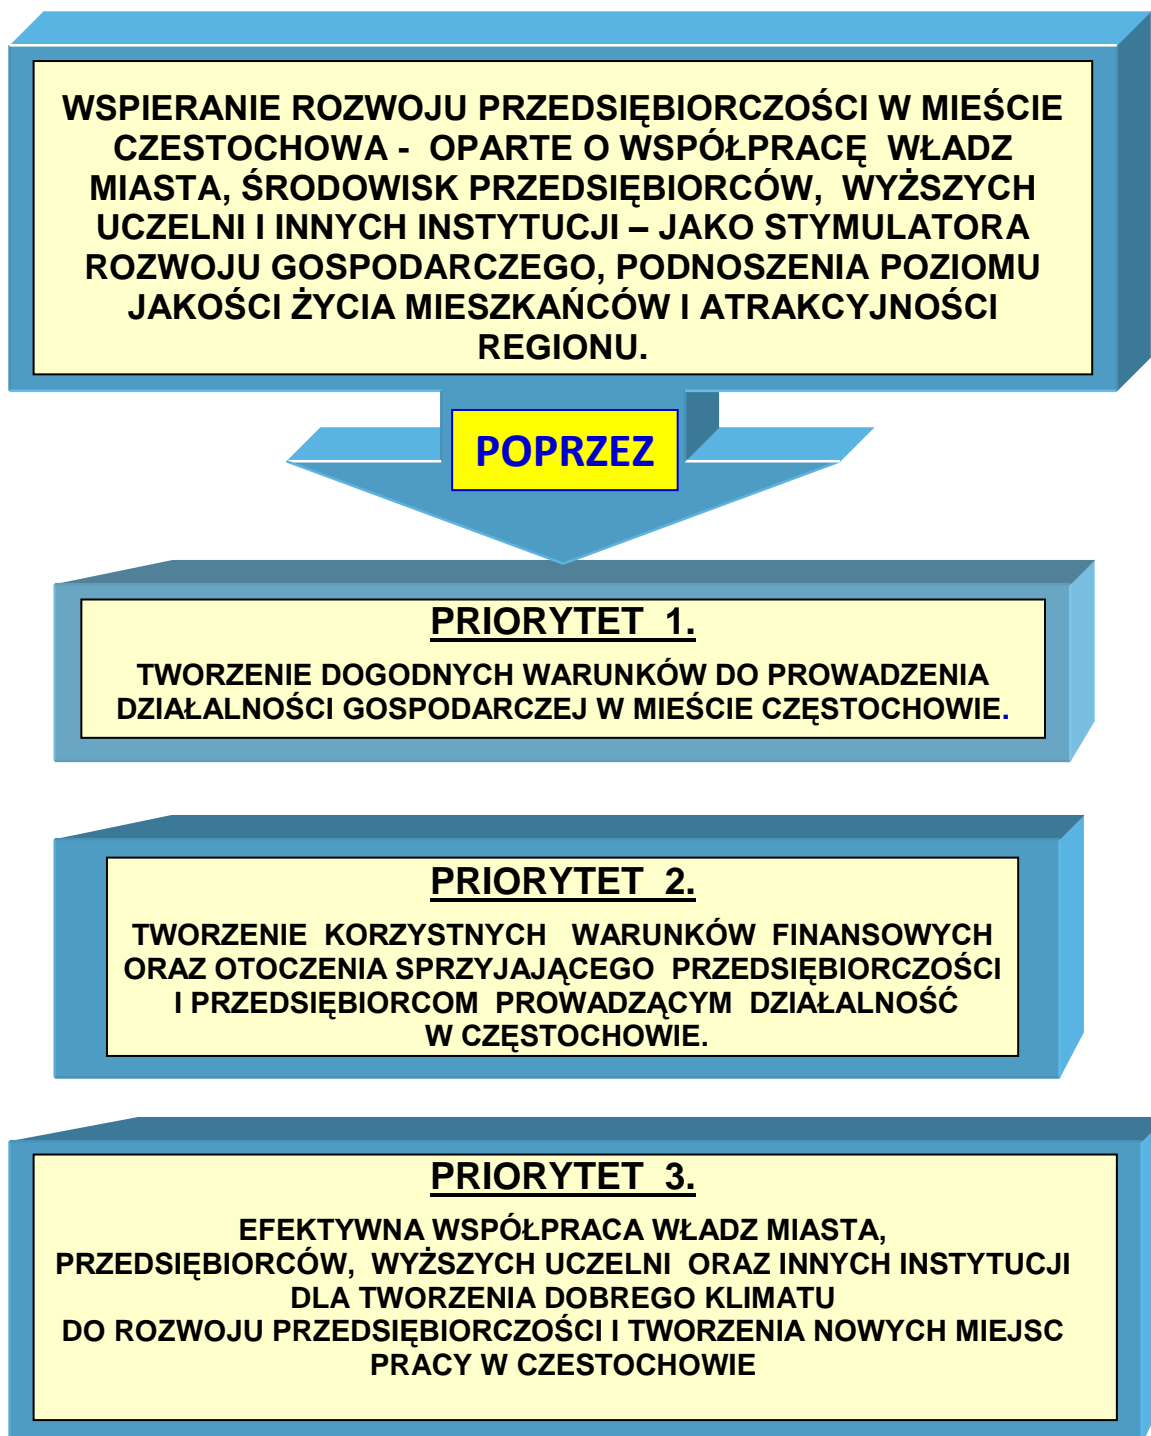 WSPIERANIE ROZWOJU PRZEDSIĘBIORCZOŚCI W MIEŚCIE
CZESTOCHOWA - OPARTE O WSPÓŁPRACĘ WŁADZ
MIASTA, ŚRODOWISK PRZEDSIĘBIORCÓW, WYŻSZYCH
UCZELNI I INNYCH INSTYTUCJI – JAKO STYMULATORA
ROZWOJU GOSPODARCZEGO, PODNOSZENIA POZIOMU
JAKOŚCI ŻYCIA MIESZKAŃCÓW I ATRAKCYJNOŚCI
REGIONU.
POPRZEZ
PRIORYTET 1.
TWORZENIE DOGODNYCH WARUNKÓW DO PROWADZENIA
DZIAŁALNOŚCI GOSPODARCZEJ W MIEŚCIE CZĘSTOCHOWIE.
PRIORYTET 2.
TWORZENIE KORZYSTNYCH WARUNKÓW FINANSOWYCH
ORAZ OTOCZENIA SPRZYJAJĄCEGO PRZEDSIĘBIORCZOŚCI
I PRZEDSIĘBIORCOM PROWADZĄCYM DZIAŁALNOŚĆ
W CZĘSTOCHOWIE.
PRIORYTET 3.
EFEKTYWNA WSPÓŁPRACA WŁADZ MIASTA,
PRZEDSIĘBIORCÓW, WYŻSZYCH UCZELNI ORAZ INNYCH INSTYTUCJI
DLA TWORZENIA DOBREGO KLIMATU
DO ROZWOJU PRZEDSIĘBIORCZOŚCI I TWORZENIA NOWYCH MIEJSC
PRACY W CZESTOCHOWIE